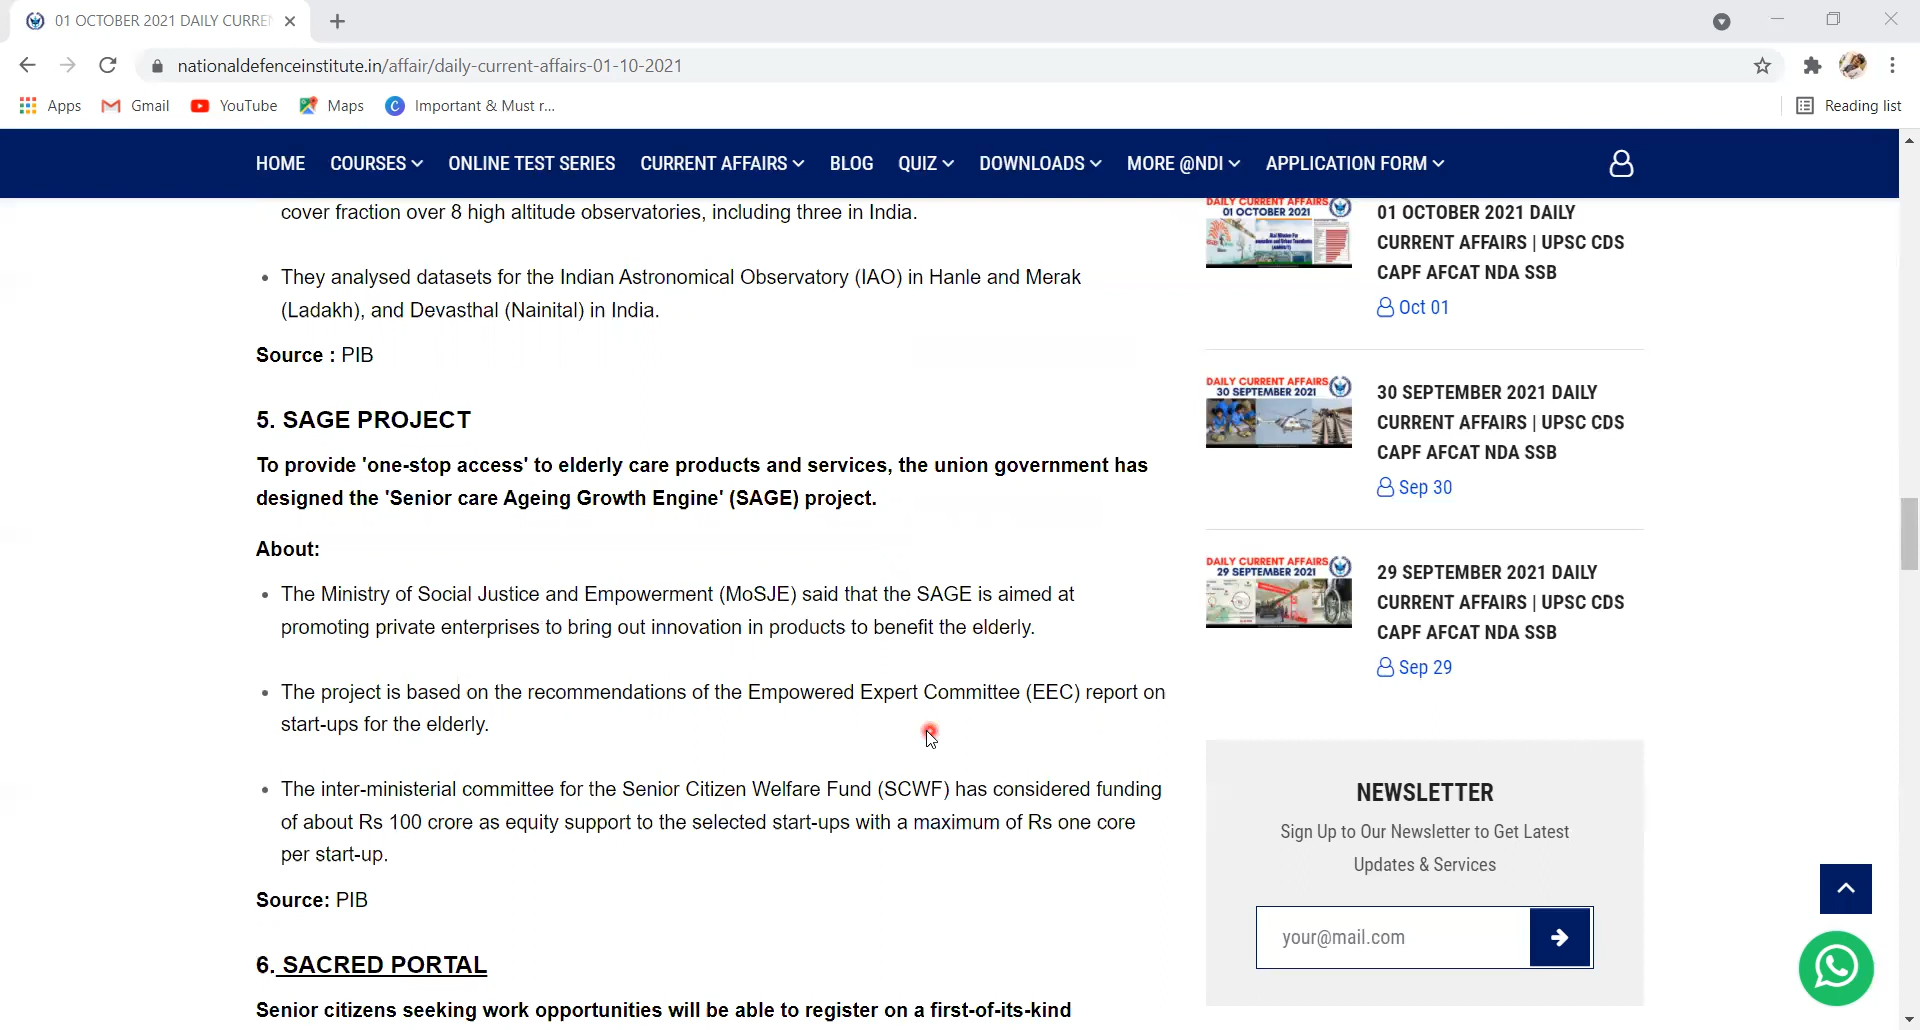 01 OCTOBER 2021 DAILY CURRE
nationaldefenceinstitute.in/affair/daily-current-affairs-01-10-2021
Apps Gmail YouTube Maps C Important & Must r... Reading list
HOME COURSES ONLINE TEST SERIES CURRENT AFFAIRS BLOG QUIZ DOWNLOADS MORE @NDI APPLICATION FORM
cover fraction over 8 high altitude observatories, including three in India.
• They analysed datasets for the Indian Astronomical Observatory (IAO) in Hanle and Merak
(Ladakh), and Devasthal (Nainital) in India.
Source : PIB
5. SAGE PROJECT
To provide 'one-stop access' to elderly care products and services, the union government has
designed the 'Senior care Ageing Growth Engine' (SAGE) project.
About:
• The Ministry of Social Justice and Empowerment (MoSJE) said that the SAGE is aimed at
promoting private enterprises to bring out innovation in products to benefit the elderly.
• The project is based on the recommendations of the Empowered Expert Committee (EEC) report on
start-ups for the elderly.
• The inter-ministerial committee for the Senior Citizen Welfare Fund (SCWF) has considered funding
of about Rs 100 crore as equity support to the selected start-ups with a maximum of Rs one core
per start-up.
Source: PIB
6. SACRED PORTAL
Senior citizens seeking work opportunities will be able to register on a first-of-its-kind
DAILY CURRENT AFFAIRS
01 OCTOBER 2021
01 OCTOBER 2021 DAILY
CURRENT AFFAIRS | UPSC CDS
CAPF AFCAT NDA SSB
Oct 01
DAILY CURRENT AFFAIRS
30 SEPTEMBER 2021
30 SEPTEMBER 2021 DAILY
CURRENT AFFAIRS | UPSC CDS
CAPF AFCAT NDA SSB
Sep 30
DAILY CURRENT AFFAIRS
29 SEPTEMBER 2021
29 SEPTEMBER 2021 DAILY
CURRENT AFFAIRS | UPSC CDS
CAPF AFCAT NDA SSB
Sep 29
NEWSLETTER
Sign Up to Our Newsletter to Get Latest
Updates & Services
your@mail.com